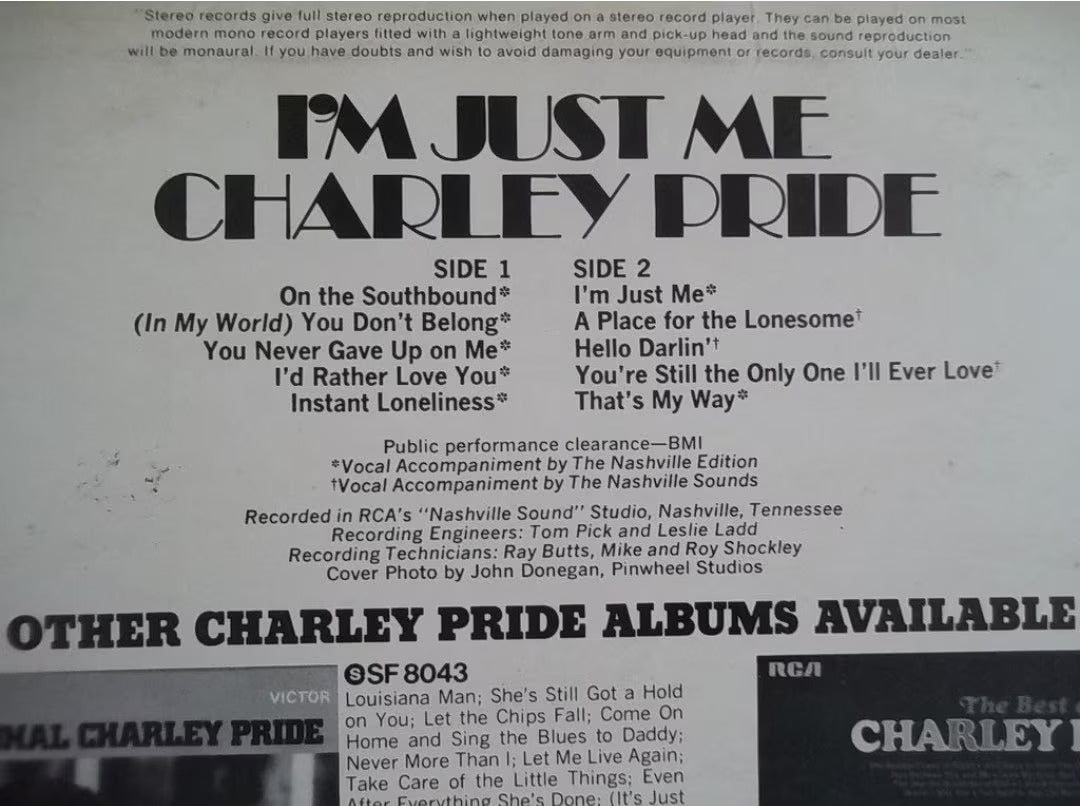 "Stereo records give full stereo reproduction when played on a stereo record player. They can be played on most
modern mono record players fitted with a lightweight tone arm and pick-up head and the sound reproduction
will be monaural. If you have doubts and wish to avoid damaging your equipment or records, consult your dealer."
I'M JUST ME
CHARLEY PRIDE
SIDE 1
On the Southbound*
(In My World) You Don't Belong*
You Never Gave Up on Me*
I'd Rather Love You*
Instant Loneliness*
SIDE 2
I'm Just Me*
A Place for the Lonesome†
Hello Darlin'†
You're Still the Only One I'll Ever Love†
That's My Way*
Public performance clearance—BMI
*Vocal Accompaniment by The Nashville Edition
†Vocal Accompaniment by The Nashville Sounds
Recorded in RCA's "Nashville Sound" Studio, Nashville, Tennessee
Recording Engineers: Tom Pick and Leslie Ladd
Recording Technicians: Ray Butts, Mike and Roy Shockley
Cover Photo by John Donegan, Pinwheel Studios
OTHER CHARLEY PRIDE ALBUMS AVAILABLE
VICTOR
NAL CHARLEY PRIDE
SF 8043
Louisiana Man; She's Still Got a Hold
on You; Let the Chips Fall; Come On
Home and Sing the Blues to Daddy;
Never More Than I; Let Me Live Again;
Take Care of the Little Things; Even
After Everything She's Done; (It's Just
RCA
The Best
CHARLEY